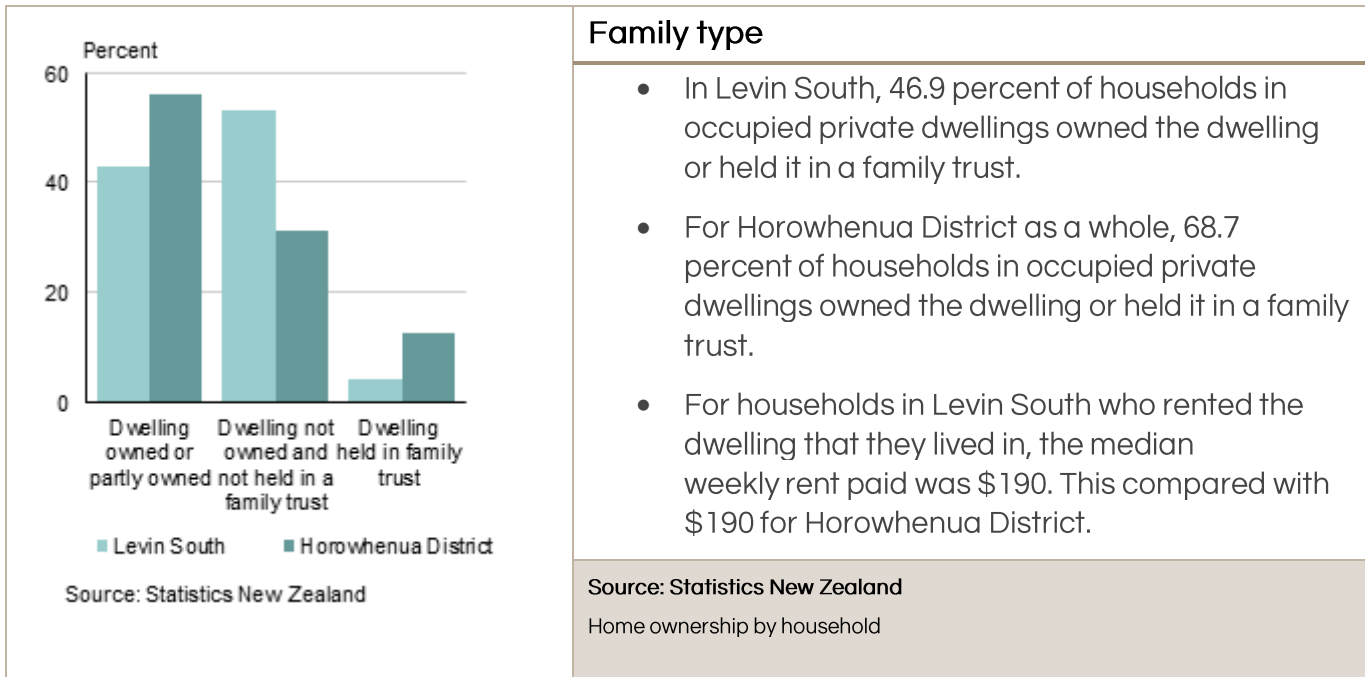 Percent
60
40
20
0
Dwelling owned or partly owned
Dwelling not owned and not held in a family trust
Dwelling held in family trust
Levin South
Horowhenua District
Source: Statistics New Zealand
Family type
• In Levin South, 46.9 percent of households in
occupied private dwellings owned the dwelling
or held it in a family trust.
• For Horowhenua District as a whole, 68.7
percent of households in occupied private
dwellings owned the dwelling or held it in a family
trust.
• For households in Levin South who rented the
dwelling that they lived in, the median
weekly rent paid was $190. This compared with
$190 for Horowhenua District.
Source: Statistics New Zealand
Home ownership by household